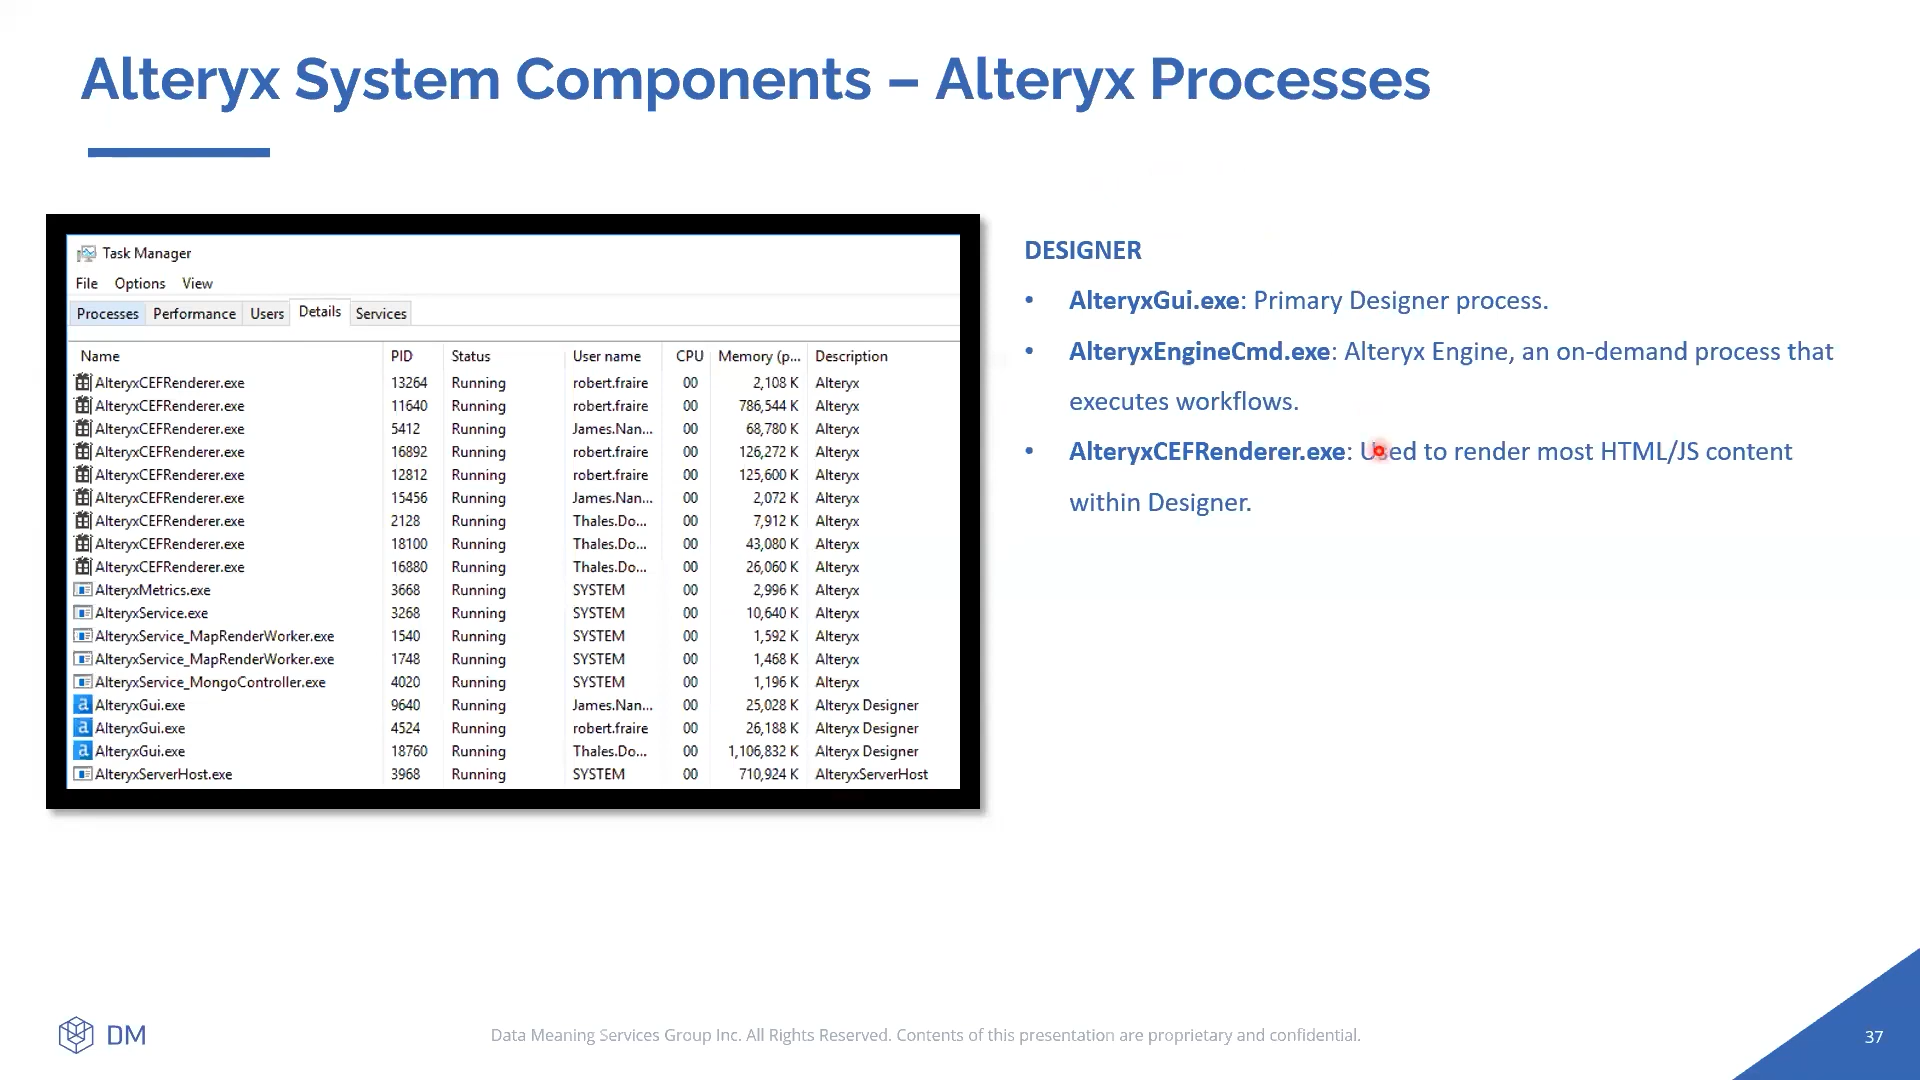 Alteryx System Components – Alteryx Processes
Task Manager
File Options View
Processes Performance Users Details Services
Name PID Status User name CPU Memory (p... Description
AlteryxCEFRenderer.exe 13264 Running robert.fraire 00 2,108 K Alteryx
AlteryxCEFRenderer.exe 11640 Running robert.fraire 00 786,544 K Alteryx
AlteryxCEFRenderer.exe 5412 Running James.Nan... 00 68,780 K Alteryx
AlteryxCEFRenderer.exe 16892 Running robert.fraire 00 126,272 K Alteryx
AlteryxCEFRenderer.exe 12812 Running robert.fraire 00 125,600 K Alteryx
AlteryxCEFRenderer.exe 15456 Running James.Nan... 00 2,072 K Alteryx
AlteryxCEFRenderer.exe 2128 Running Thales.Do... 00 7,912 K Alteryx
AlteryxCEFRenderer.exe 18100 Running Thales.Do... 00 43,080 K Alteryx
AlteryxCEFRenderer.exe 16880 Running Thales.Do... 00 26,060 K Alteryx
AlteryxMetrics.exe 3668 Running SYSTEM 00 2,996 K Alteryx
AlteryxService.exe 3268 Running SYSTEM 00 10,640 K Alteryx
AlteryxService_MapRenderWorker.exe 1540 Running SYSTEM 00 1,592 K Alteryx
AlteryxService_MapRenderWorker.exe 1748 Running SYSTEM 00 1,468 K Alteryx
AlteryxService_MongoController.exe 4020 Running SYSTEM 00 1,196 K Alteryx
AlteryxGui.exe 9640 Running James.Nan... 00 25,028 K Alteryx Designer
AlteryxGui.exe 4524 Running robert.fraire 00 26,188 K Alteryx Designer
AlteryxGui.exe 18760 Running Thales.Do... 00 1,106,832 K Alteryx Designer
AlteryxServerHost.exe 3968 Running SYSTEM 00 710,924 K AlteryxServerHost
DESIGNER
• AlteryxGui.exe: Primary Designer process.
• AlteryxEngineCmd.exe: Alteryx Engine, an on-demand process that
executes workflows.
• AlteryxCEFRenderer.exe: Used to render most HTML/JS content
within Designer.
DM
Data Meaning Services Group Inc. All Rights Reserved. Contents of this presentation are proprietary and confidential.
37